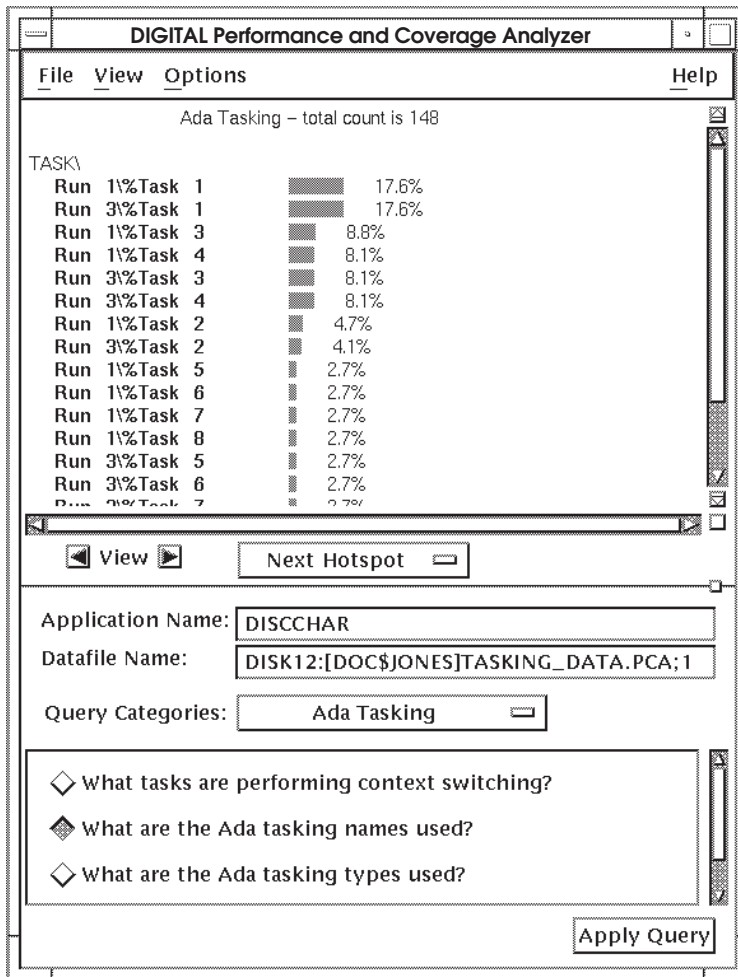 DIGITAL Performance and Coverage Analyzer
File View Options Help
Ada Tasking – total count is 148
TASK\
Run 1\%Task 1 17.6%
Run 3\%Task 1 17.6%
Run 1\%Task 3 8.8%
Run 1\%Task 4 8.1%
Run 3\%Task 3 8.1%
Run 3\%Task 4 8.1%
Run 1\%Task 2 4.7%
Run 3\%Task 2 4.1%
Run 1\%Task 5 2.7%
Run 1\%Task 6 2.7%
Run 1\%Task 7 2.7%
Run 1\%Task 8 2.7%
Run 3\%Task 5 2.7%
Run 3\%Task 6 2.7%
Run 3\%Task 7 2.7%
View Next Hotspot
Application Name: DISCCHAR
Datafile Name: DISK12:[DOC$JONES]TASKING_DATA.PCA;1
Query Categories: Ada Tasking
What tasks are performing context switching?
What are the Ada tasking names used?
What are the Ada tasking types used?
Apply Query